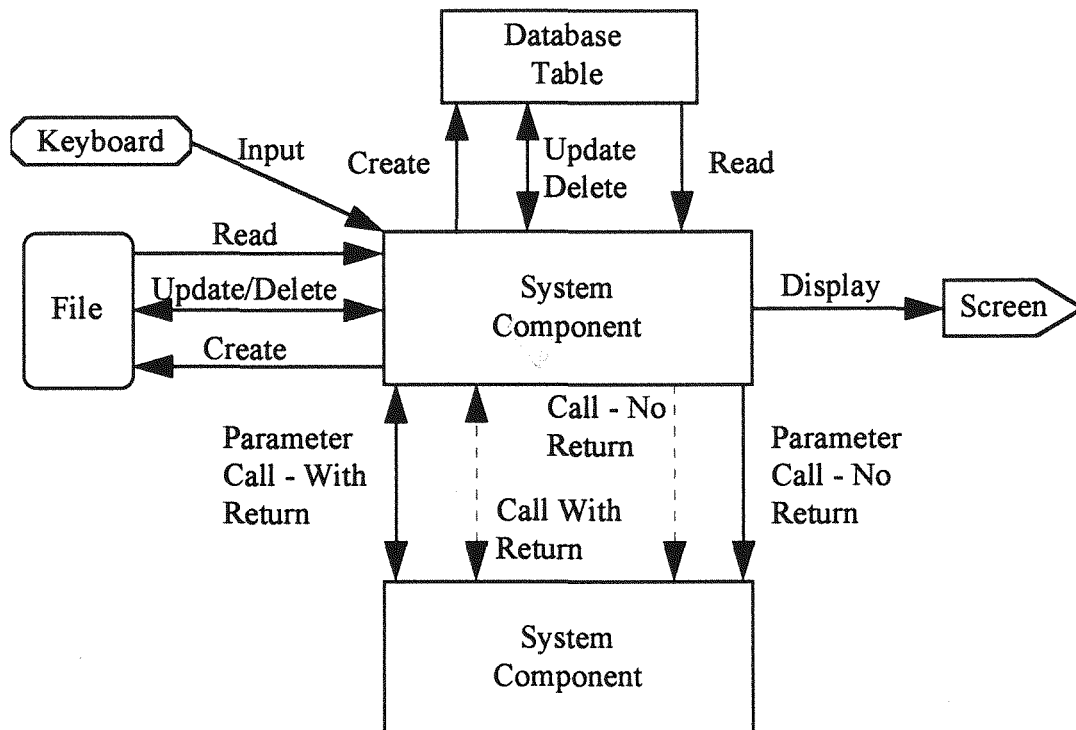 Database
Table
Keyboard
Input
Create
Update
Delete
Read
Read
Update/Delete
Create
File
System
Component
Display
Screen
Parameter
Call - With
Return
Call With
Return
Call - No
Return
Parameter
Call - No
Return
System
Component